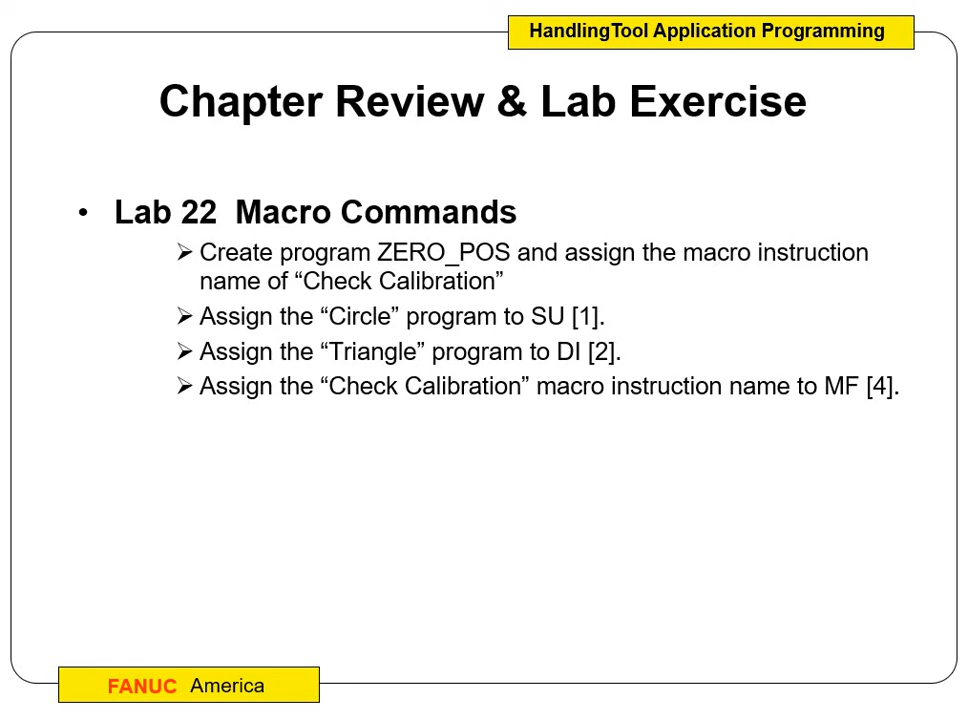 HandlingTool Application Programming
Chapter Review & Lab Exercise
• Lab 22  Macro Commands
➢ Create program ZERO_POS and assign the macro instruction
name of “Check Calibration”
➢ Assign the “Circle” program to SU [1].
➢ Assign the “Triangle” program to DI [2].
➢ Assign the “Check Calibration” macro instruction name to MF [4].
FANUC America